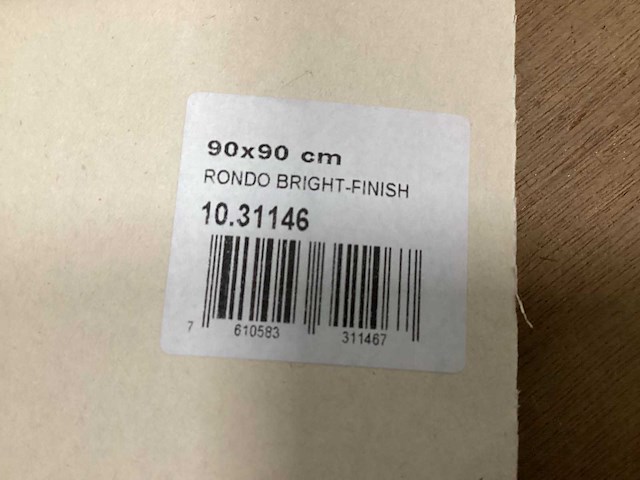 90x90 cm
RONDO BRIGHT-FINISH
10.31146
7 610583 311467